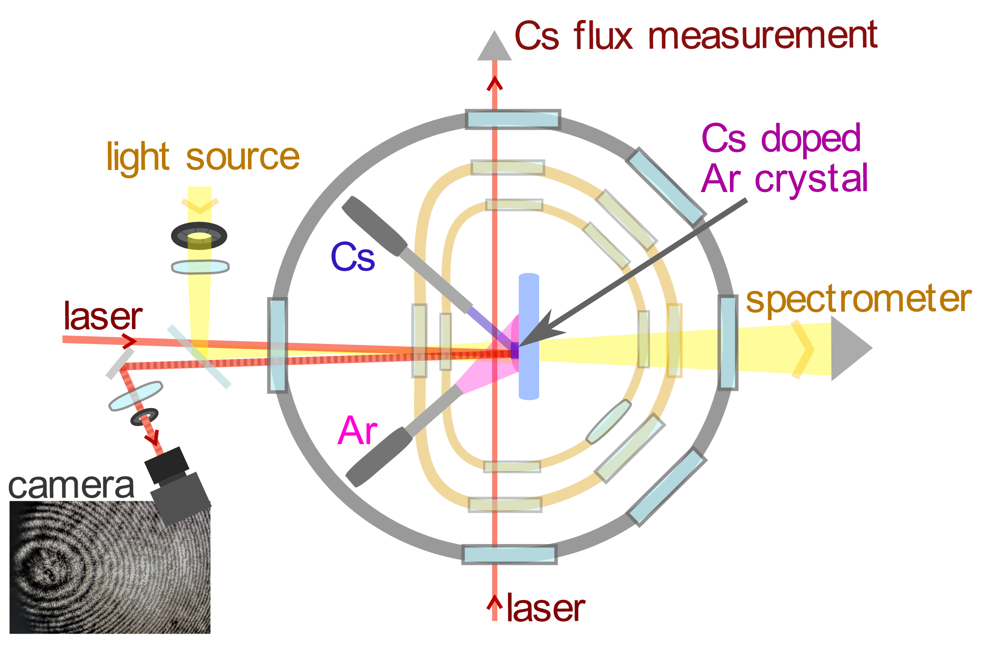 Cs flux measurement
light source
Cs doped
Ar crystal
Cs
spectrometer
laser
Ar
camera
laser